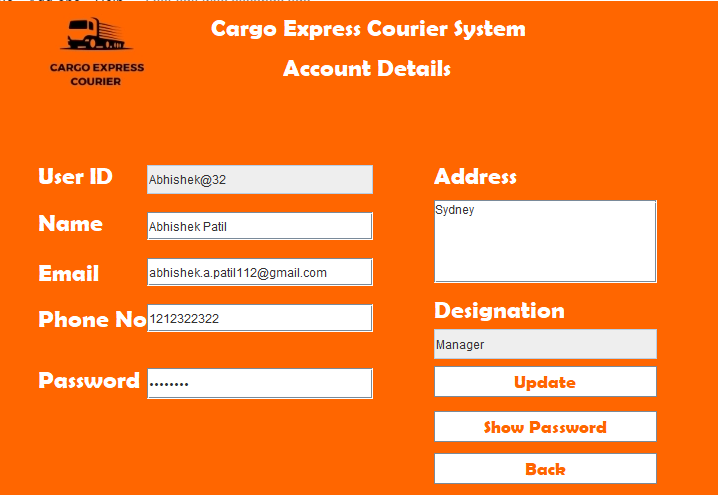 Cargo Express Courier System
Account Details
CARGO EXPRESS
COURIER
User ID
Abhishek@32
Name
Abhishek Patil
Email
abhishek.a.patil112@gmail.com
Phone No
1212322322
Password
••••••••
Address
Sydney
Designation
Manager
Update
Show Password
Back